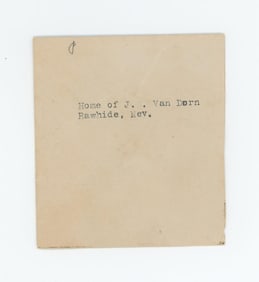 Home of J. . Van Dorn
Rawhide, Nev.